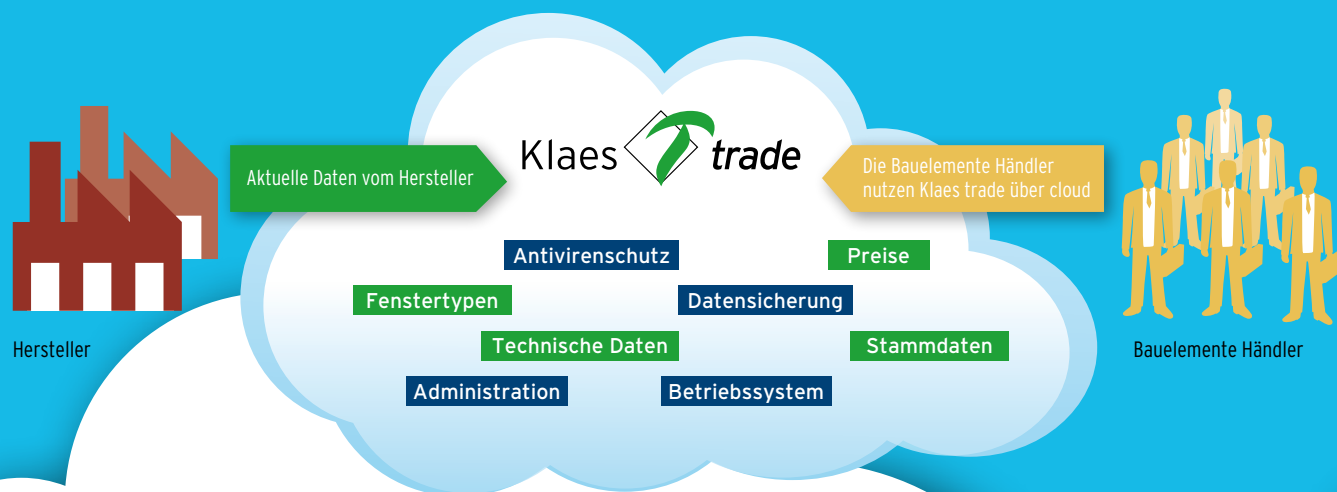 Klaes trade
Aktuelle Daten vom Hersteller
Die Bauelemente Händler
nutzen Klaes trade über cloud
Antivirenschutz
Preise
Fenstertypen
Datensicherung
Technische Daten
Stammdaten
Administration
Betriebssystem
Hersteller
Bauelemente Händler